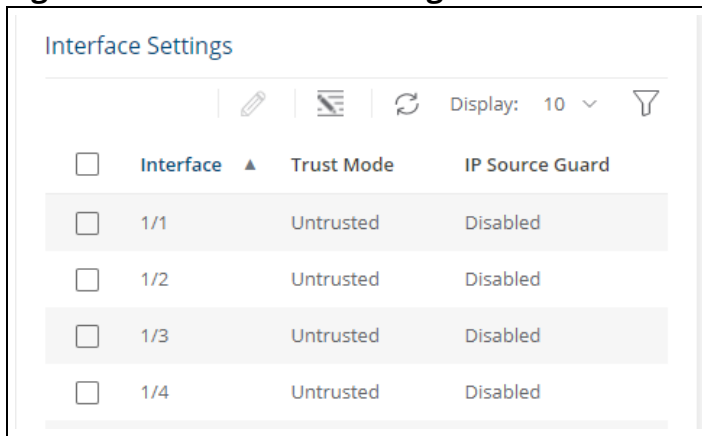 Interface Settings
Display: 10
Interface ▲ Trust Mode IP Source Guard
1/1 Untrusted Disabled
1/2 Untrusted Disabled
1/3 Untrusted Disabled
1/4 Untrusted Disabled